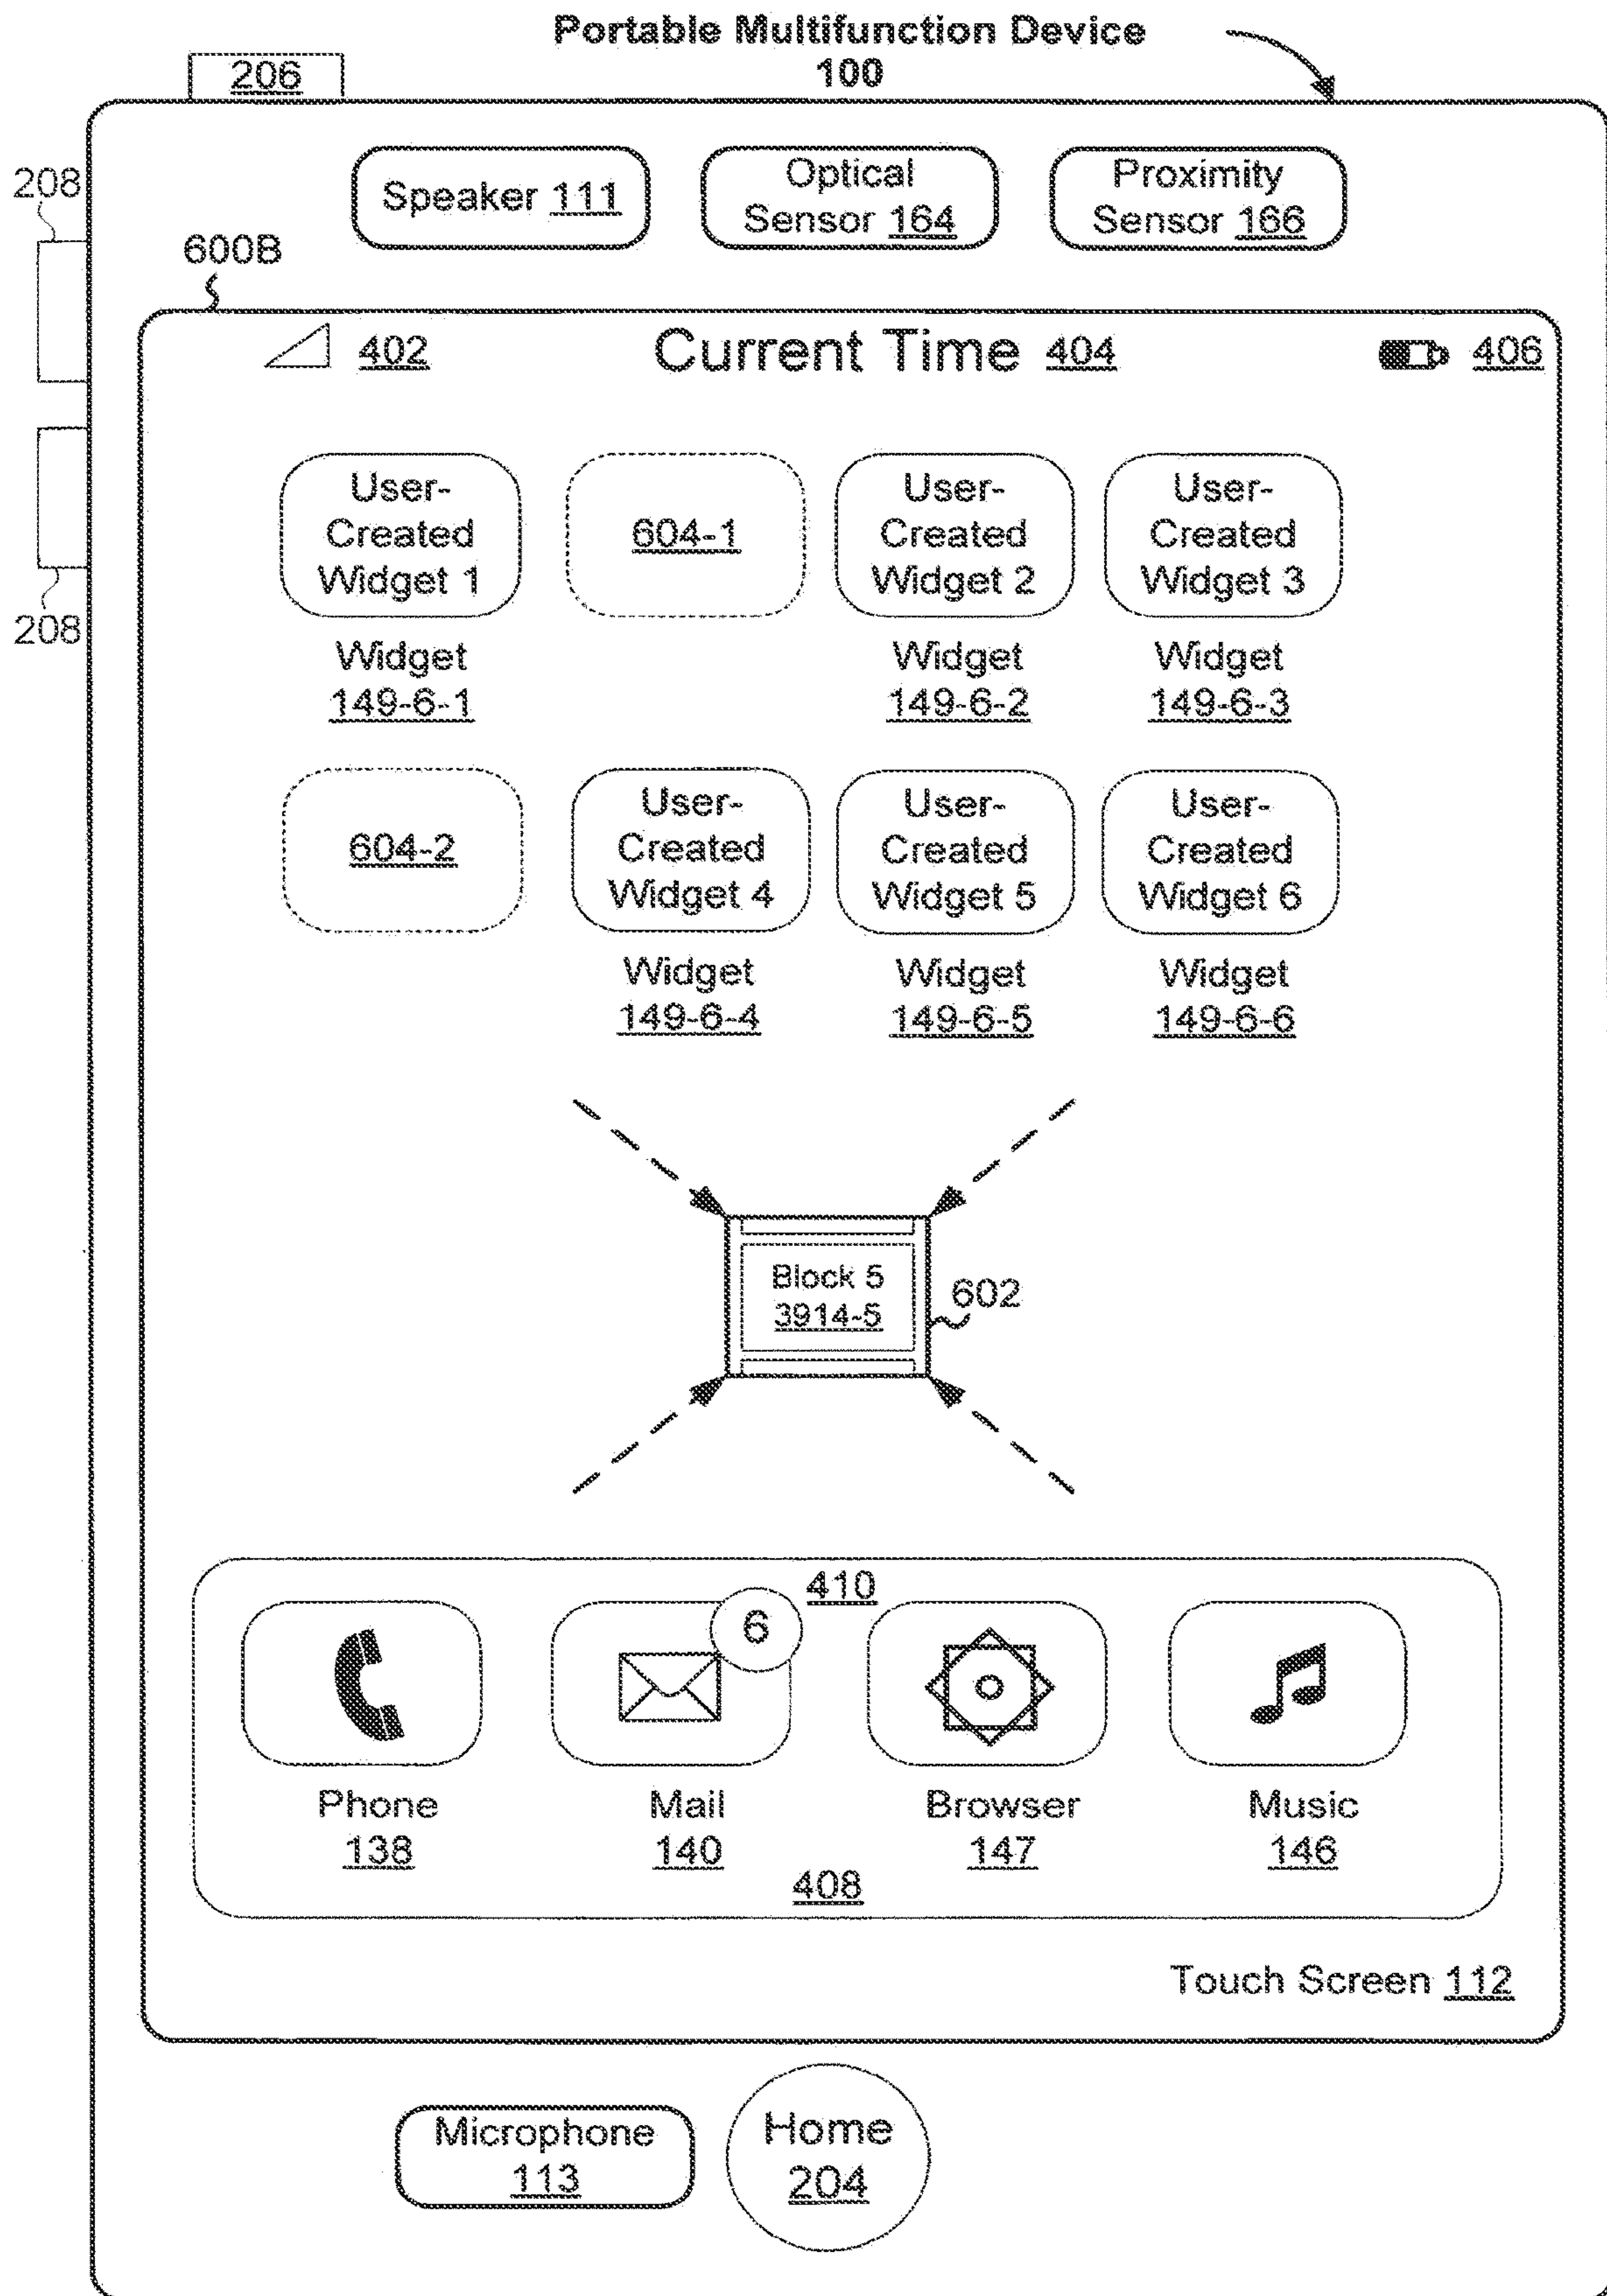 Portable Multifunction Device
100
206
208
Speaker 111
Optical
Sensor 164
Proximity
Sensor 166
600B
402
Current Time 404
406
208
User-
Created
Widget 1
604-1
User-
Created
Widget 2
User-
Created
Widget 3
Widget
149-6-1
Widget
149-6-2
Widget
149-6-3
604-2
User-
Created
Widget 4
User-
Created
Widget 5
User-
Created
Widget 6
Widget
149-6-4
Widget
149-6-5
Widget
149-6-6
Block 5
3914-5
602
410
6
Phone
138
Mail
140
Browser
147
Music
146
408
Touch Screen 112
Microphone
113
Home
204